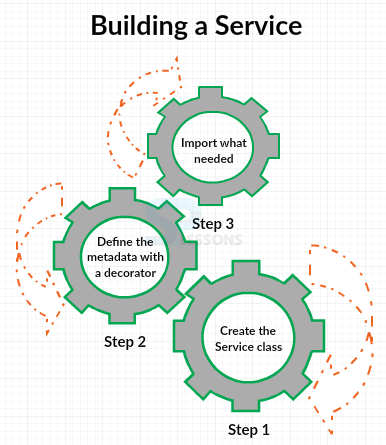 Building a Service
Import what
needed
Step 3
Define the
metadata with
a decorator
Step 2
Create the
Service class
Step 1